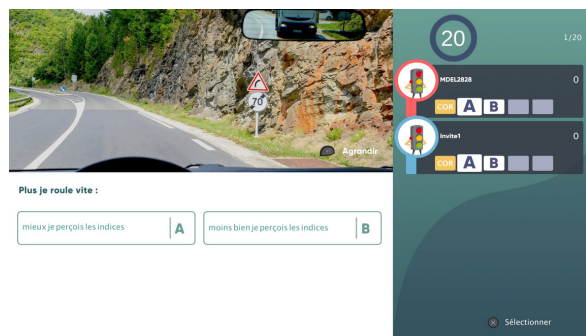 70
Agrandir
Plus je roule vite :
mieux je perçois les indices
A
moins bien je perçois les indices
B
20
1/20
MDEL2828
0
COR A B
Invite1
0
COR A B
Sélectionner